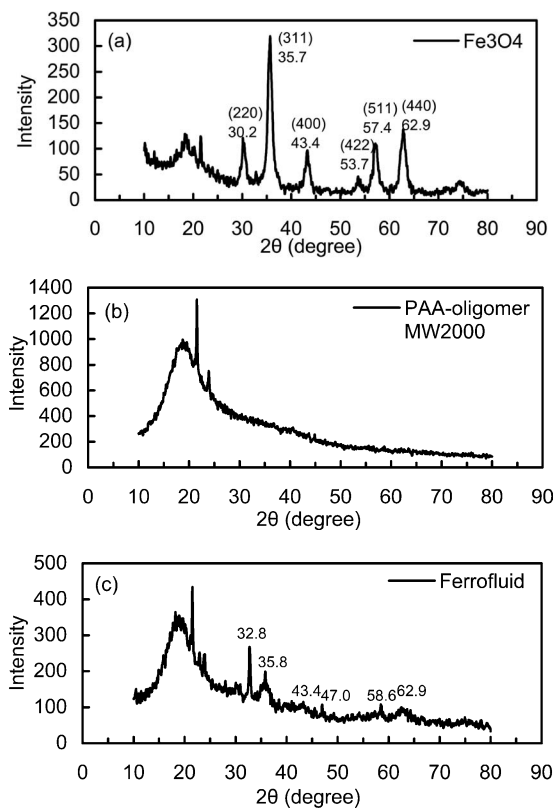 350
(a)
(311)
35.7
Fe3O4
300
250
200
150
100
50
0
Intensity
(220)
30.2
(400)
43.4
(422)
53.7
(511)
57.4
(440)
62.9
0 10 20 30 40 50 60 70 80 90
2θ (degree)
1400
(b)
PAA-oligomer
MW2000
1200
1000
800
600
400
200
0
Intensity
0 10 20 30 40 50 60 70 80 90
2θ (degree)
500
(c)
Ferrofluid
400
300
200
100
0
Intensity
32.8
35.8
43.4
47.0
58.6
62.9
0 10 20 30 40 50 60 70 80 90
2θ (degree)